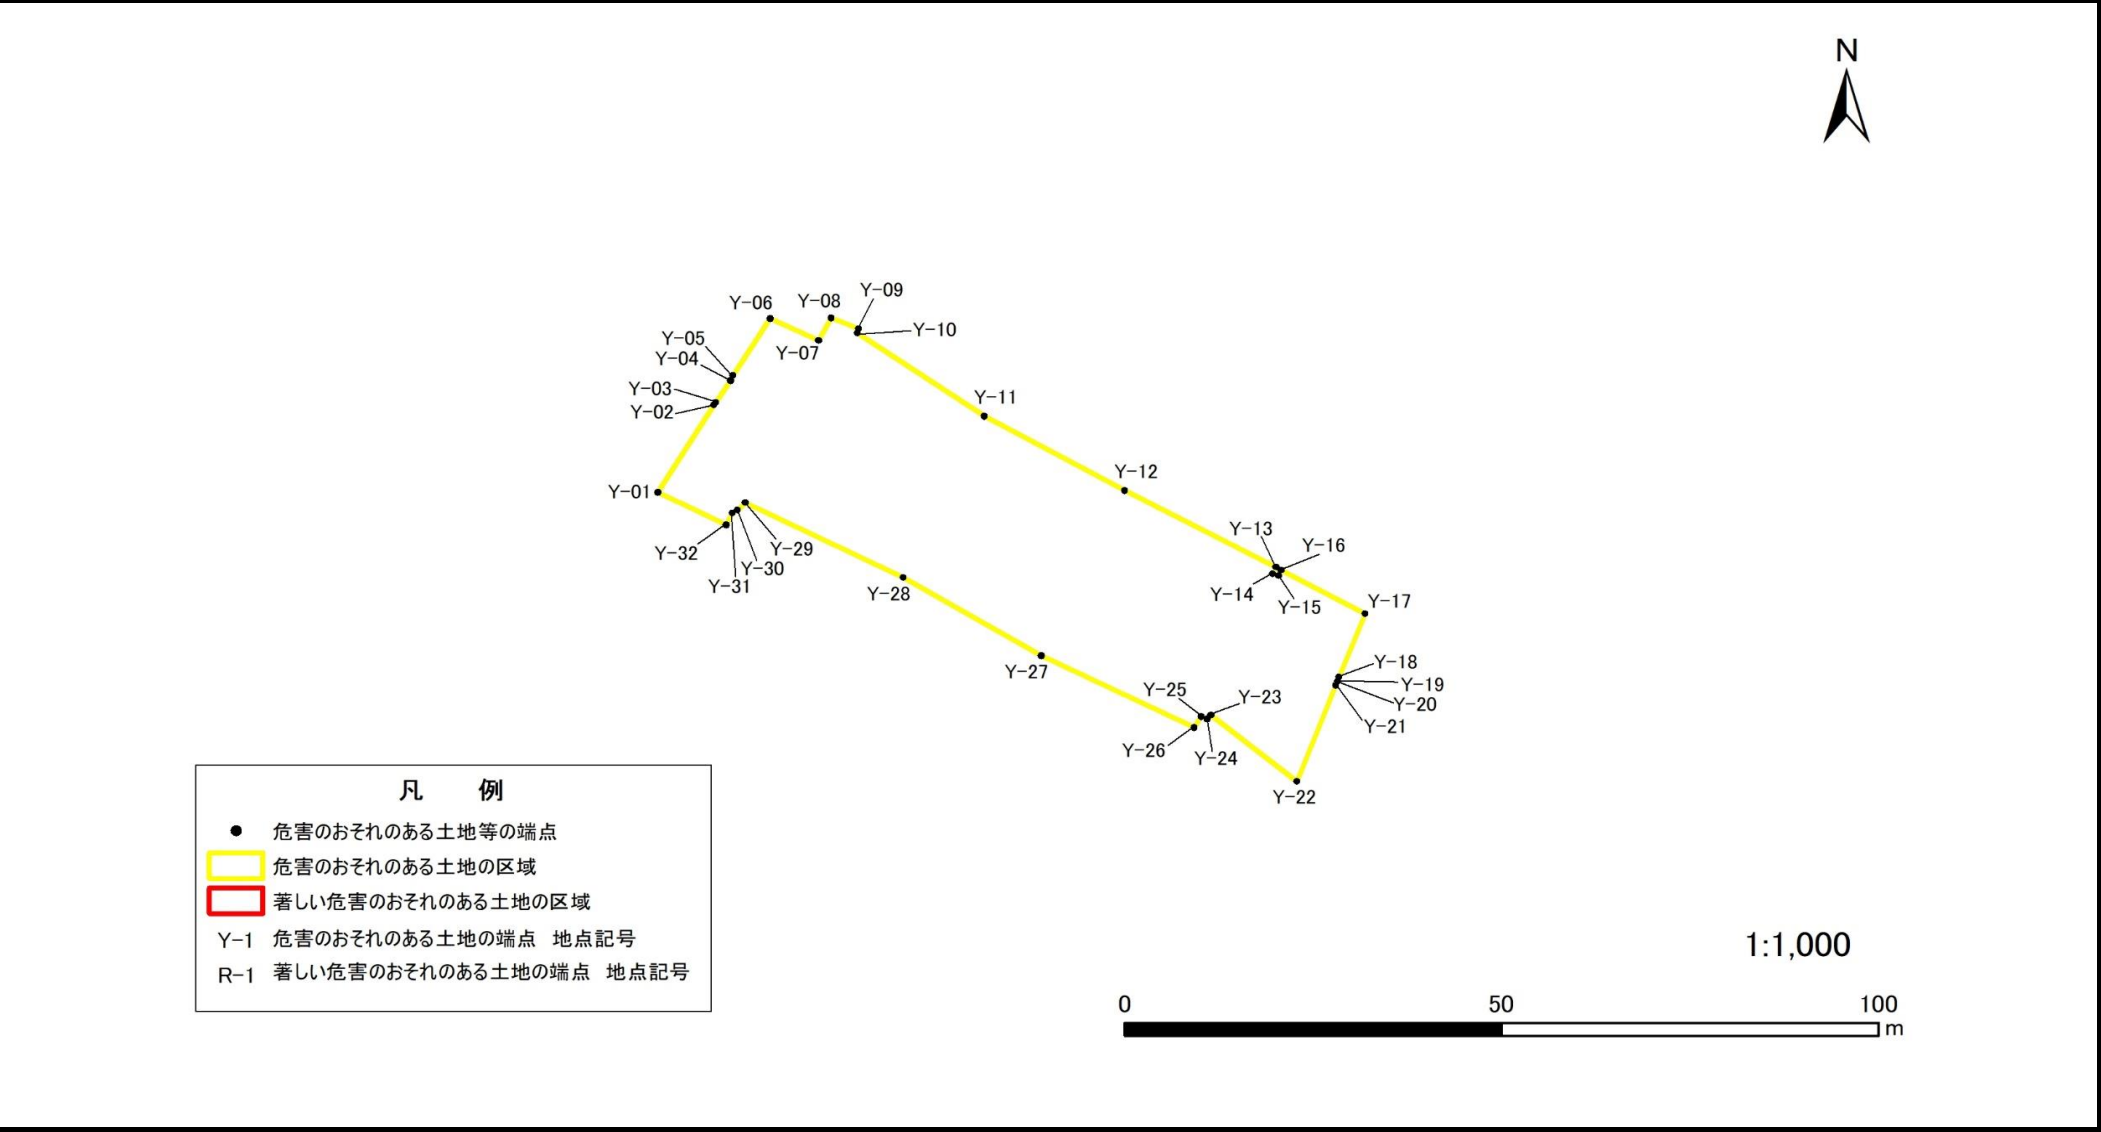 N
Y-09
Y-06
Y-08
Y-10
Y-05
Y-07
Y-04
Y-03
Y-11
Y-02
Y-12
Y-01
Y-13
Y-16
Y-29
Y-32
Y-30
Y-31
Y-28
Y-14
Y-17
Y-15
Y-18
Y-27
Y-19
Y-25
Y-23
Y-20
Y-21
Y-26
Y-24
Y-22
凡 例
危害のおそれのある土地等の端点
危害のおそれのある土地の区域
著しい危害のおそれのある土地の区域
Y-1 危害のおそれのある土地の端点 地点記号
R-1 著しい危害のおそれのある土地の端点 地点記号
1:1,000
0 50 100
m